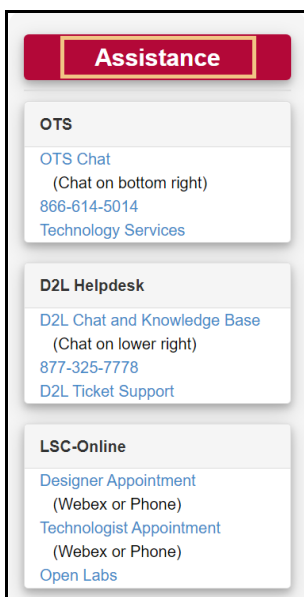 Assistance
OTS
OTS Chat
(Chat on bottom right)
866-614-5014
Technology Services
D2L Helpdesk
D2L Chat and Knowledge Base
(Chat on lower right)
877-325-7778
D2L Ticket Support
LSC-Online
Designer Appointment
(Webex or Phone)
Technologist Appointment
(Webex or Phone)
Open Labs